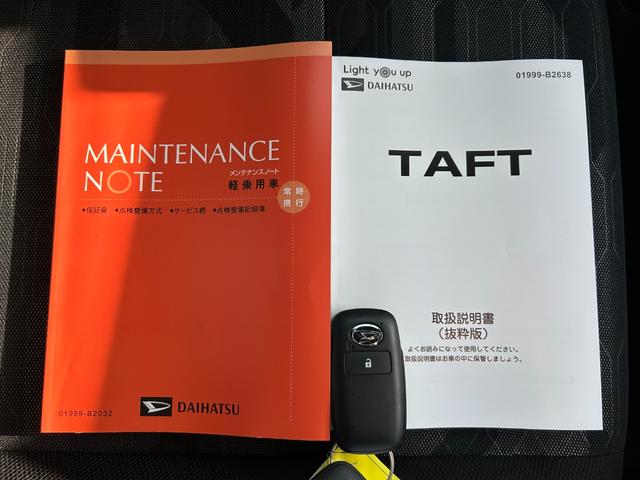 MAINTENANCE
NOTE
メンテナンスノート
軽乗用車
常時
携行
●保証書 ●点検整備方式 ●サービス網 ●点検整備記録簿
01989-B2032
DAIHATSU
Light you up
DAIHATSU
01999-B2638
TAFT
取扱説明書
（抜粋版）
よくお読みになって使用してください。
取扱説明書はお車の中に保管しましょう。